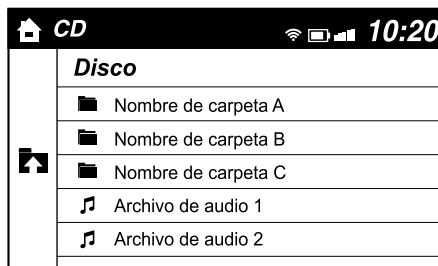 CD 10:20
Disco
Nombre de carpeta A
Nombre de carpeta B
Nombre de carpeta C
Archivo de audio 1
Archivo de audio 2